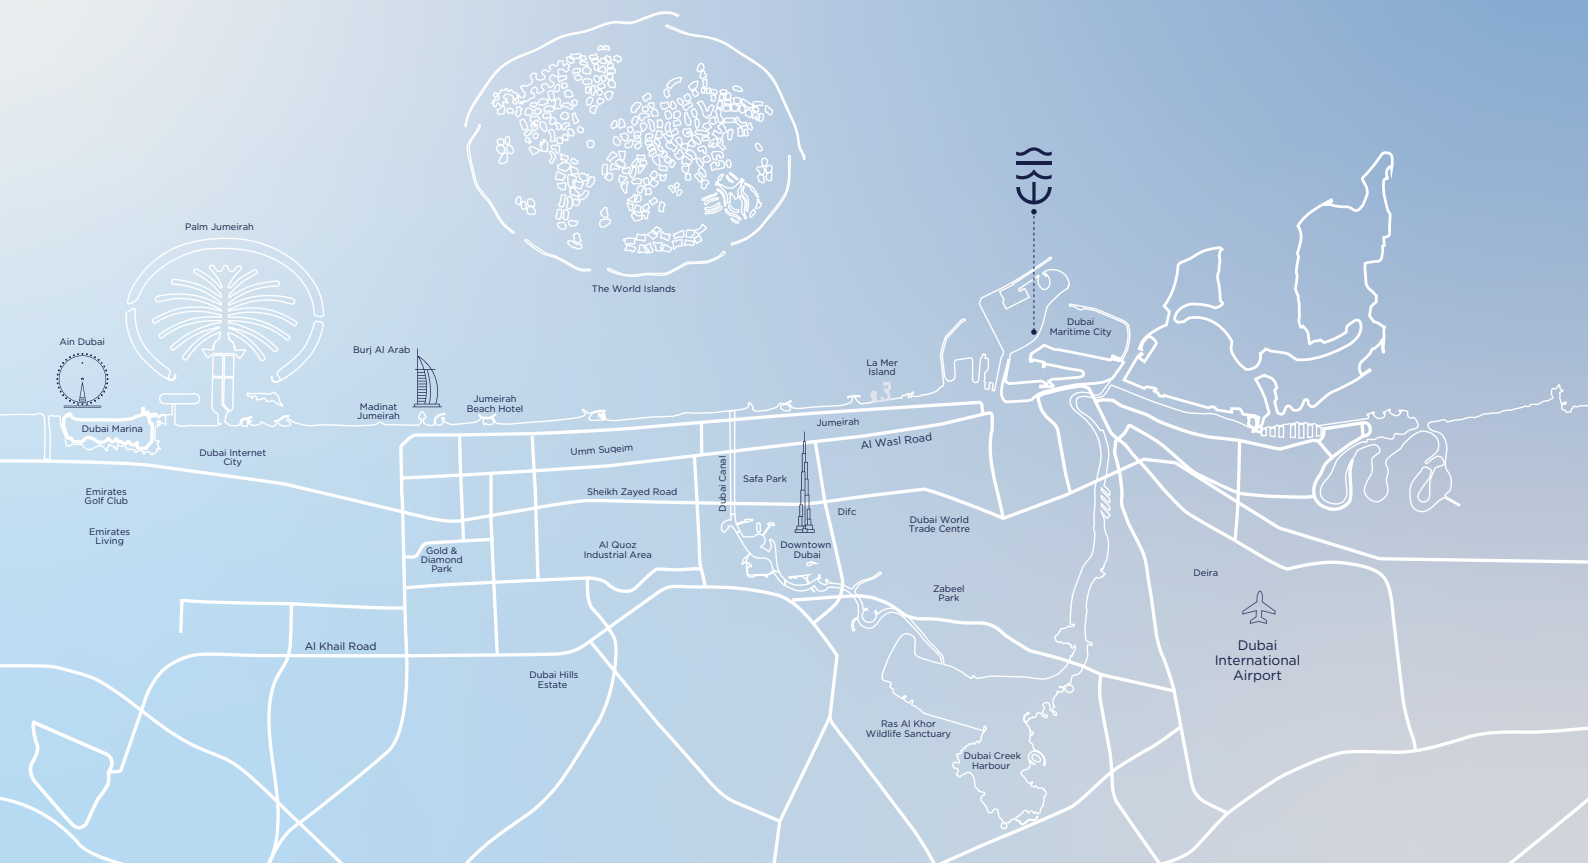 The World Islands
Palm Jumeirah
Ain Dubai
Burj Al Arab
Dubai
Maritime City
La Mer
Island
Jumeirah
Beach Hotel
Madinat
Jumeirah
Dubai Marina
Jumeirah
Al Wasl Road
Umm Suqeim
Dubai Internet
City
Safa Park
Dubai Canal
Sheikh Zayed Road
Emirates
Golf Club
Difc
Dubai World
Trade Centre
Emirates
Living
Gold &
Diamond
Park
Al Quoz
Industrial Area
Downtown
Dubai
Deira
Zabeel
Park
Dubai
International
Airport
Al Khail Road
Dubai Hills
Estate
Ras Al Khor
Wildlife Sanctuary
Dubai Creek
Harbour